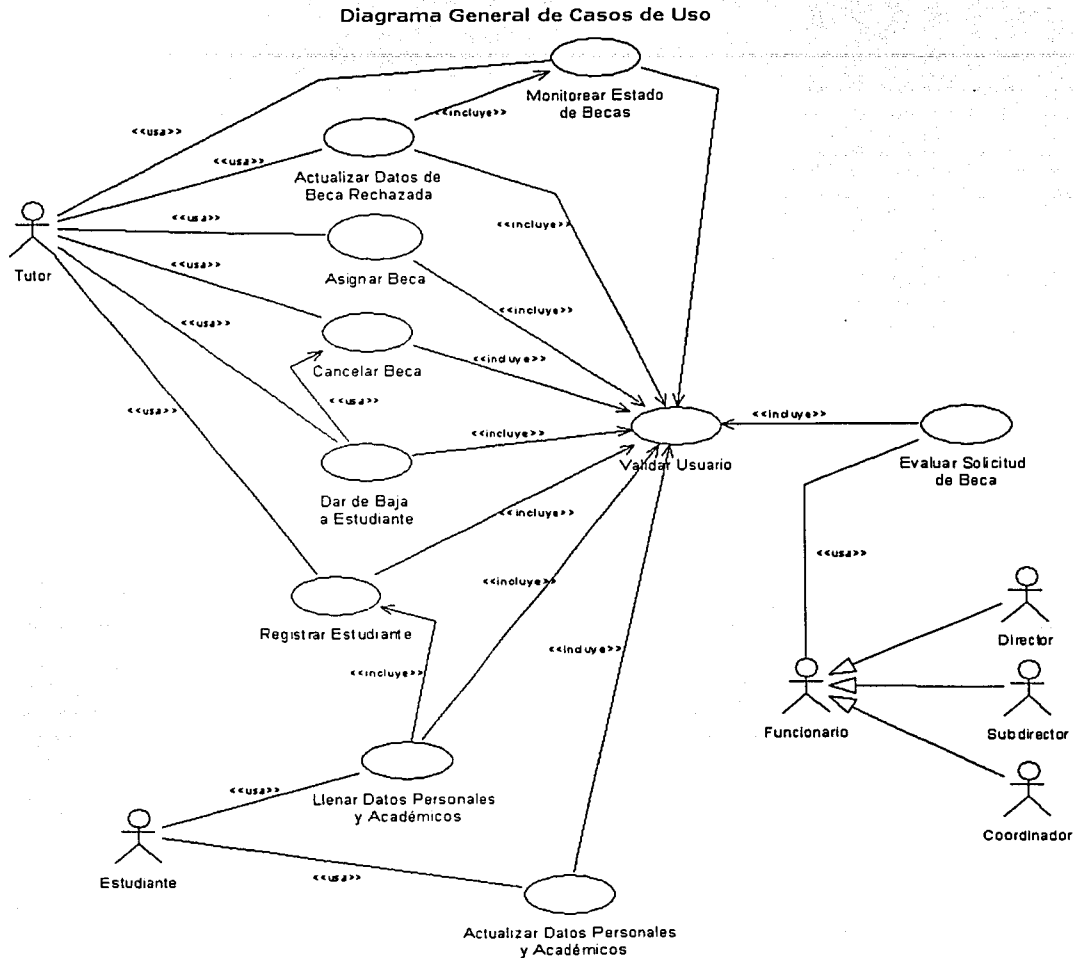 Diagrama General de Casos de Uso
Monitorear Estado
de Becas
<<usa>>
<<incluye>>
<<usa>>
Actualizar Datos de
Beca Rechazada
<<usa>>
<<incluye>>
Tutor
Asignar Beca
<<usa>>
<<incluye>>
<<usa>>
<<incluye>>
Cancelar Beca
<<usa>>
<<usa>>
<<incluye>>
<<incluye>>
Validar Usuario
Evaluar Solicitud
de Beca
Dar de Baja
a Estudiante
<<incluye>>
<<usa>>
<<incluye>>
Registrar Estudiante
<<incluye>>
<<incluye>>
Director
Funcionario
Subdirector
<<usa>>
Llenar Datos Personales
y Académicos
Coordinador
Estudiante
<<usa>>
Actualizar Datos Personales
y Académicos